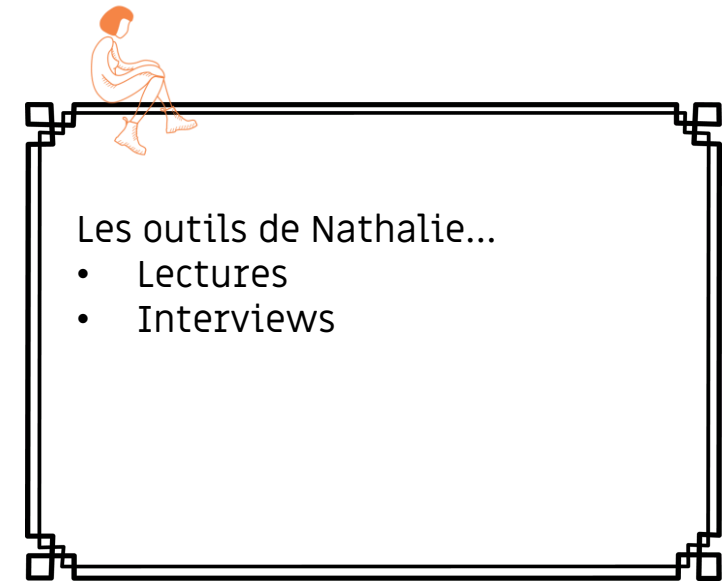 Les outils de Nathalie...
• Lectures
• Interviews